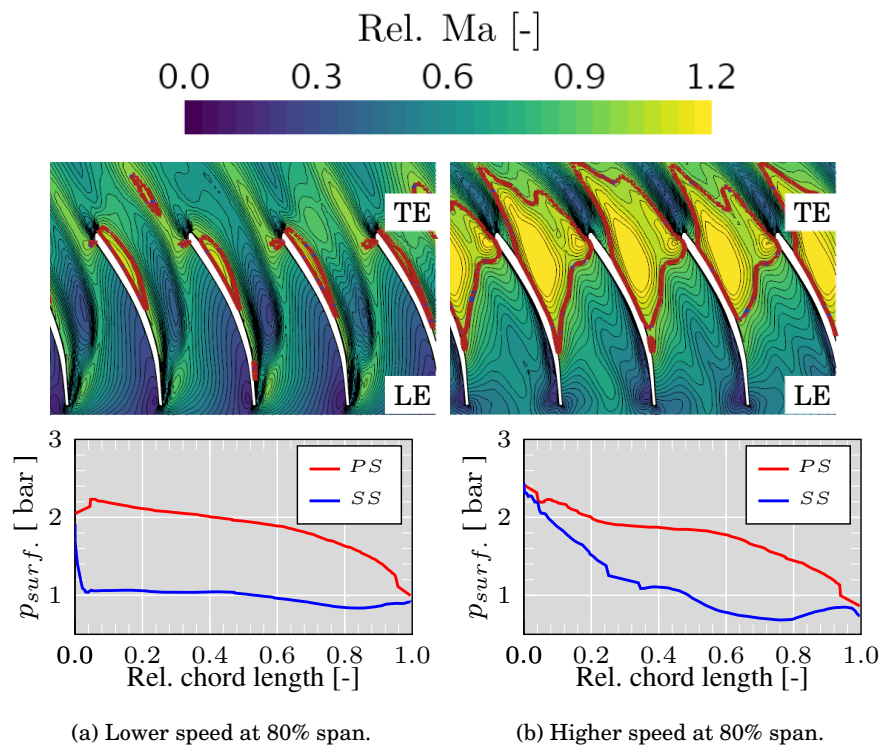 Rel. Ma [-]
0.0 0.3 0.6 0.9 1.2
TE TE
LE LE
3 3
PS PS
SS SS
2 2
1 1
p_surf. [ bar ] p_surf. [ bar ]
0.0 0.2 0.4 0.6 0.8 1.0 0.0 0.2 0.4 0.6 0.8 1.0
Rel. chord length [-] Rel. chord length [-]
(a) Lower speed at 80% span. (b) Higher speed at 80% span.